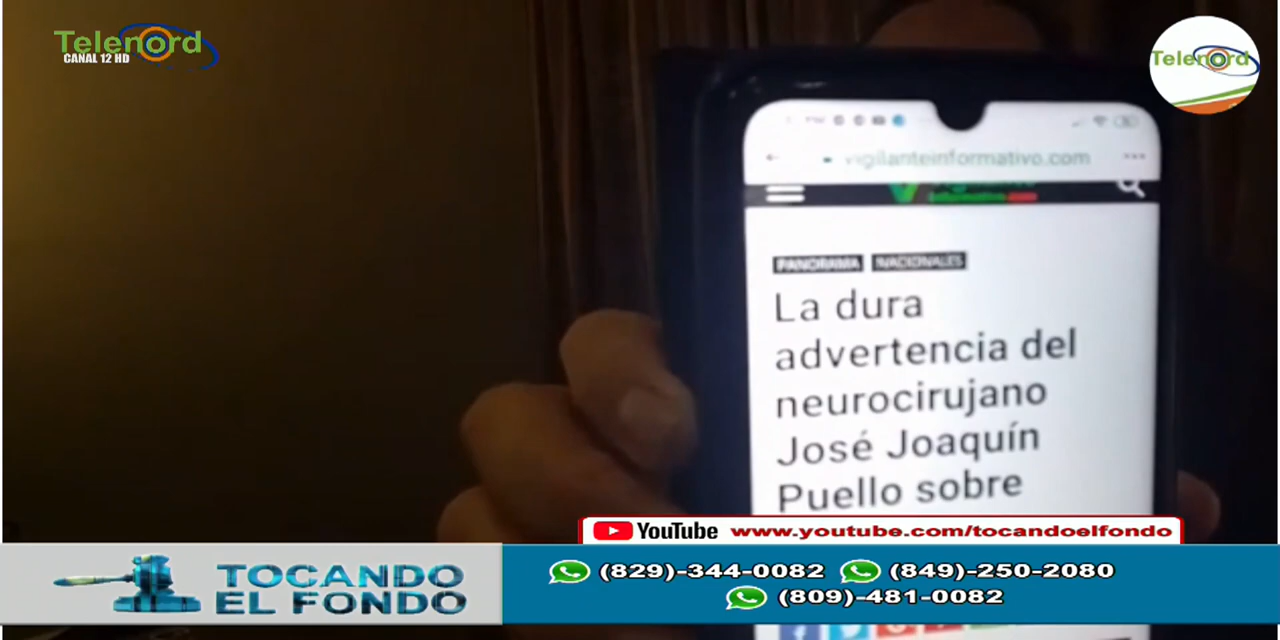 Telenord
CANAL 12 HD
Telenord
vigilanteinformativo.com
PANORAMA NACIONALES
La dura
advertencia del
neurocirujano
José Joaquín
Puello sobre
YouTube www.youtube.com/tocandoelfondo
TOCANDO
EL FONDO
(829)-344-0082 (849)-250-2080
(809)-481-0082